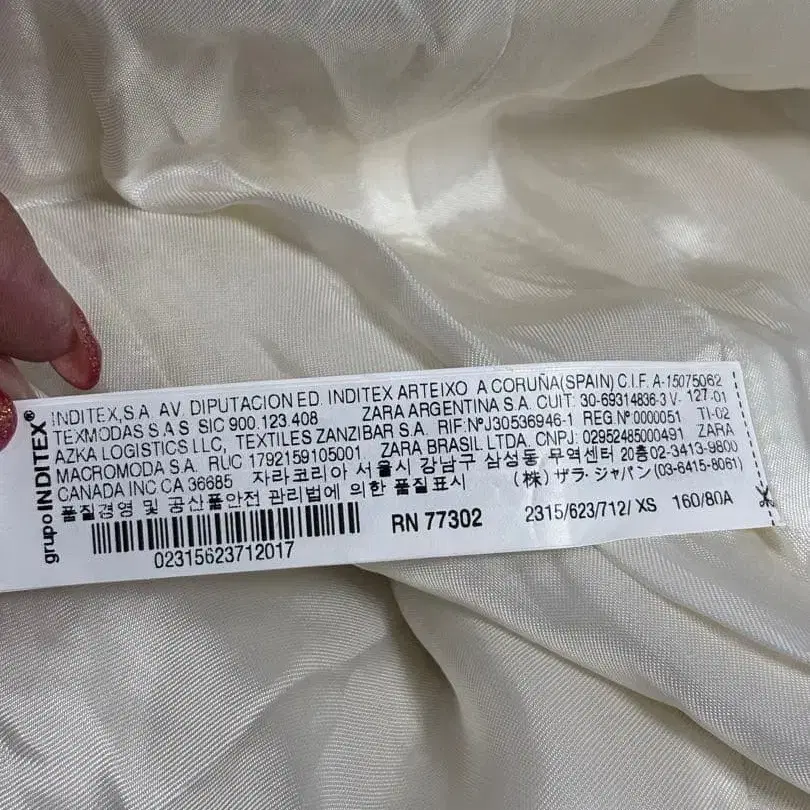 grupo INDITEX®
INDITEX,S.A. AV. DIPUTACION ED. INDITEX ARTEIXO A CORUÑA(SPAIN) C.I.F. A-15075062
TEXMODAS S.A.S SIC 900.123.408 ZARA ARGENTINA S.A. CUIT: 30-69314836-3 V- 127-01
AZKA LOGISTICS LLC, TEXTILES ZANZIBAR S.A. RIF:NºJ30536946-1 REG.Nº0000051 TI-02
MACROMODA S.A. RUC 1792159105001 ZARA BRASIL LTDA. CNPJ: 02952485000491 ZARA
CANADA INC CA 36685 자라코리아 서울시 강남구 삼성동 무역센터 20층02-3413-9800
품질경영 및 공산품안전 관리법에 의한 품질표시 (株) ザラ・ジャパン (03-6415-8061)
02315623712017
RN 77302
2315/623/712/ XS 160/80A